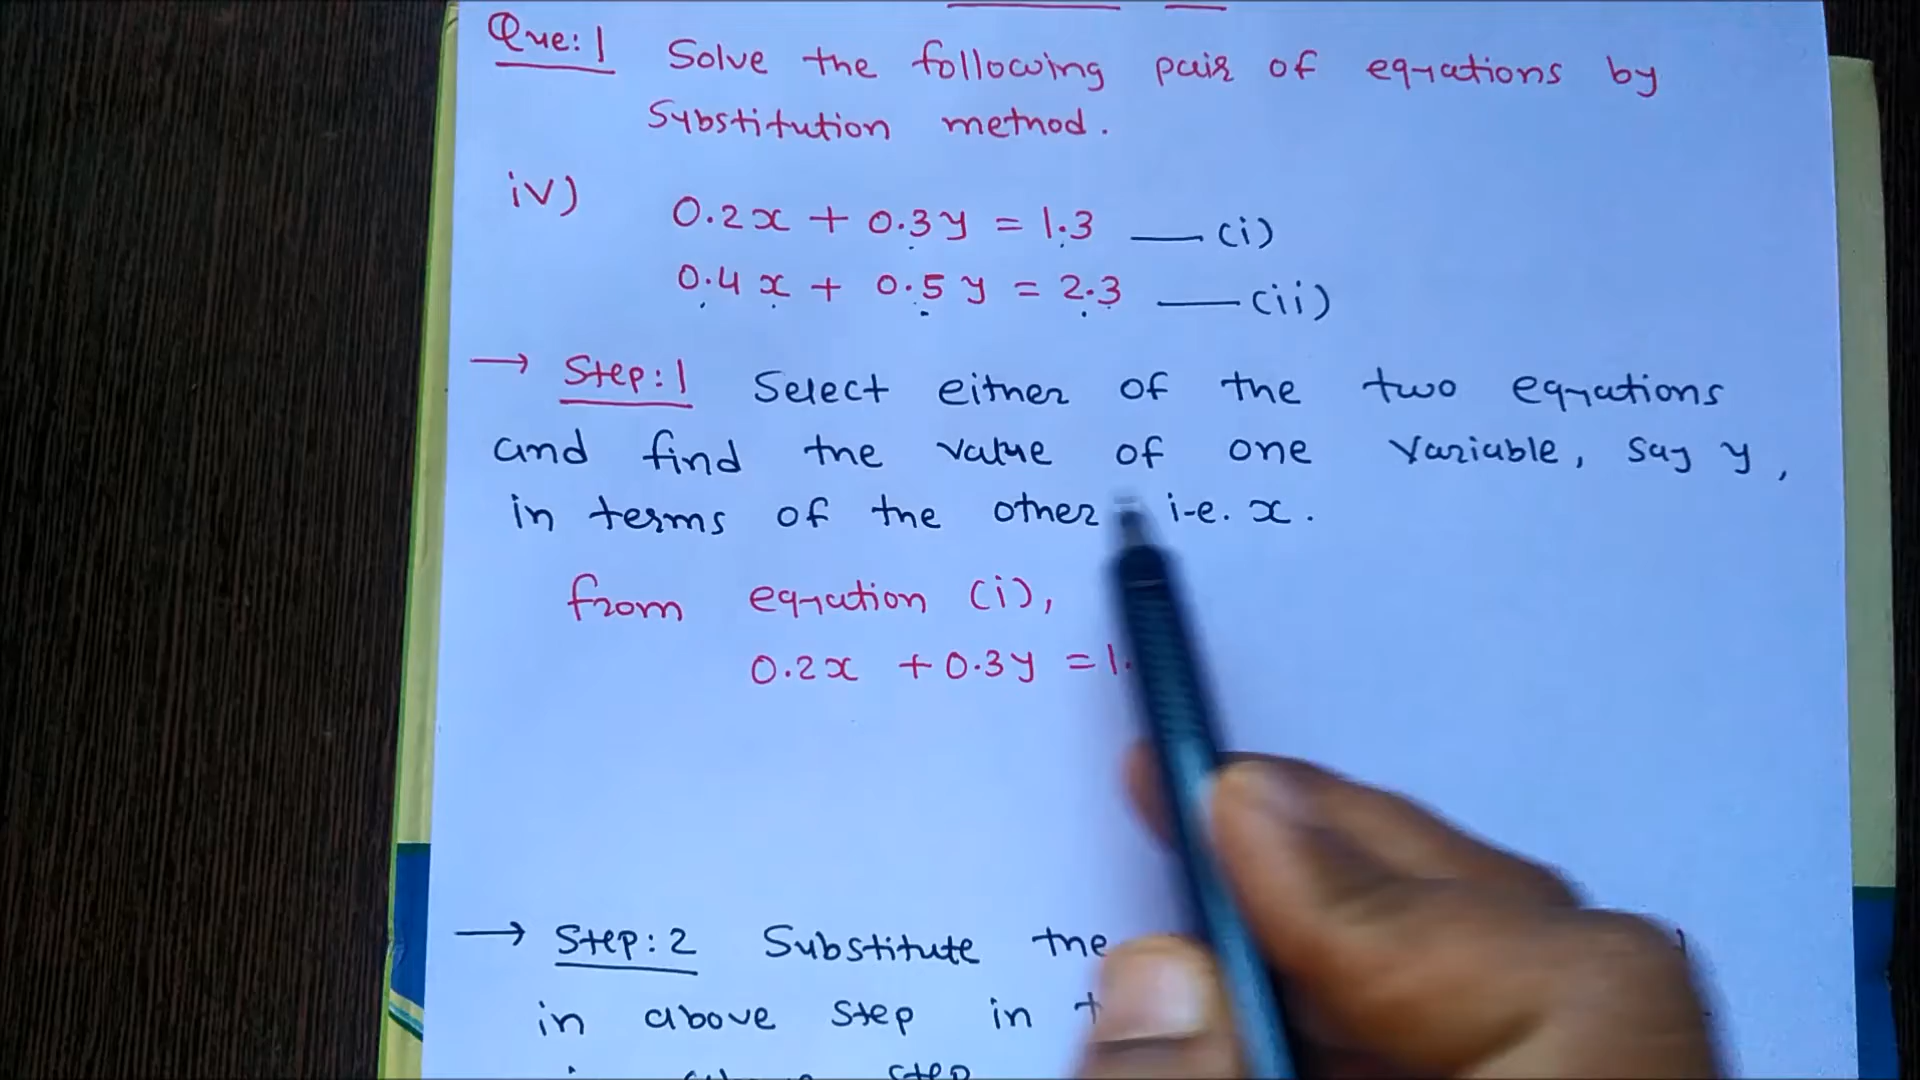 Que:1 Solve the following pair of equations by
Substitution method.
iv) 0.2x + 0.3y = 1.3 —(i)
0.4x + 0.5y = 2.3 —(ii)
→ Step:1 Select either of the two equations
and find the value of one variable, say y,
in terms of the other i.e. x.
from equation (i),
0.2x + 0.3y = 1.
→ Step:2 Substitute the
in above step in
step